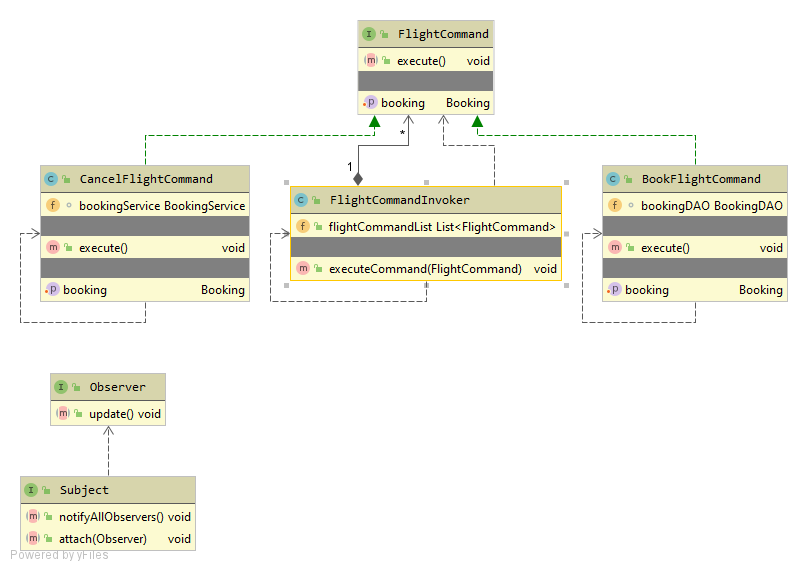 I FlightCommand
m execute() void
p booking Booking
*
1
C CancelFlightCommand
f bookingService BookingService
m execute() void
p booking Booking
C FlightCommandInvoker
f flightCommandList List<FlightCommand>
m executeCommand(FlightCommand) void
C BookFlightCommand
f bookingDAO BookingDAO
m execute() void
p booking Booking
I Observer
m update() void
I Subject
m notifyAllObservers() void
m attach(Observer) void
Powered by yFiles